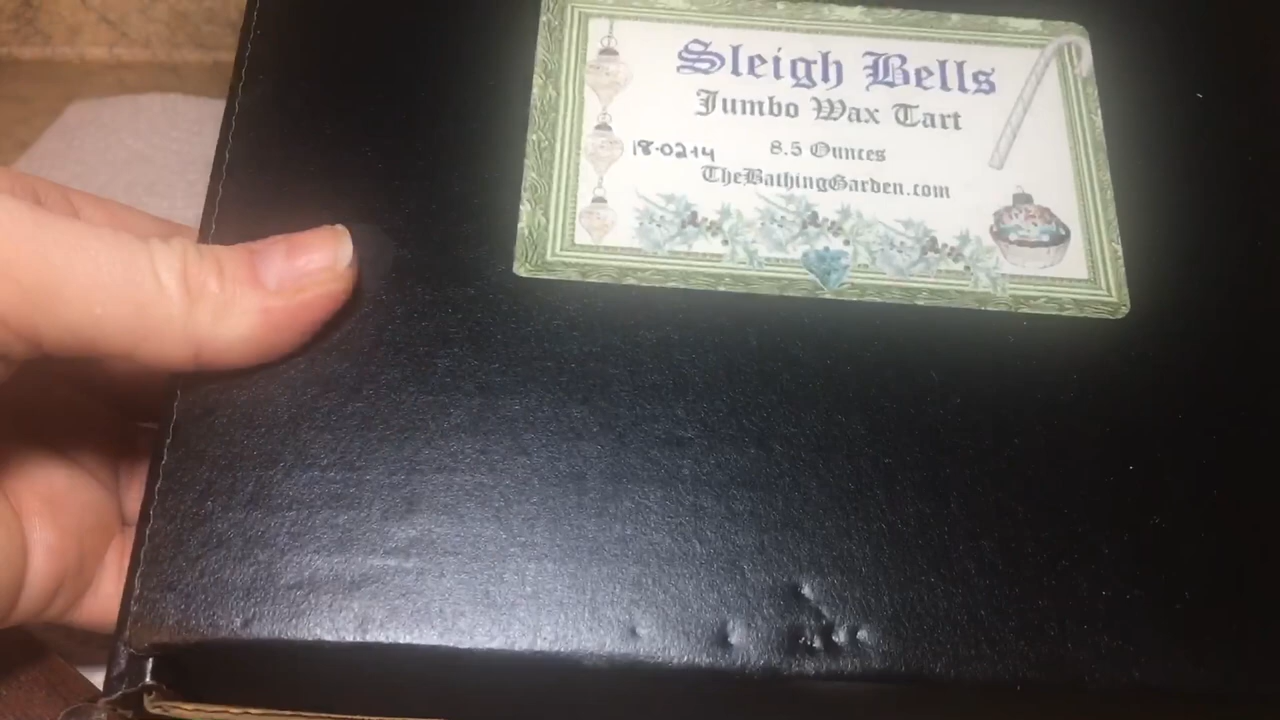 Sleigh Bells
Jumbo Wax Tart
18-0214 8.5 Ounces
TheBathingGarden.com